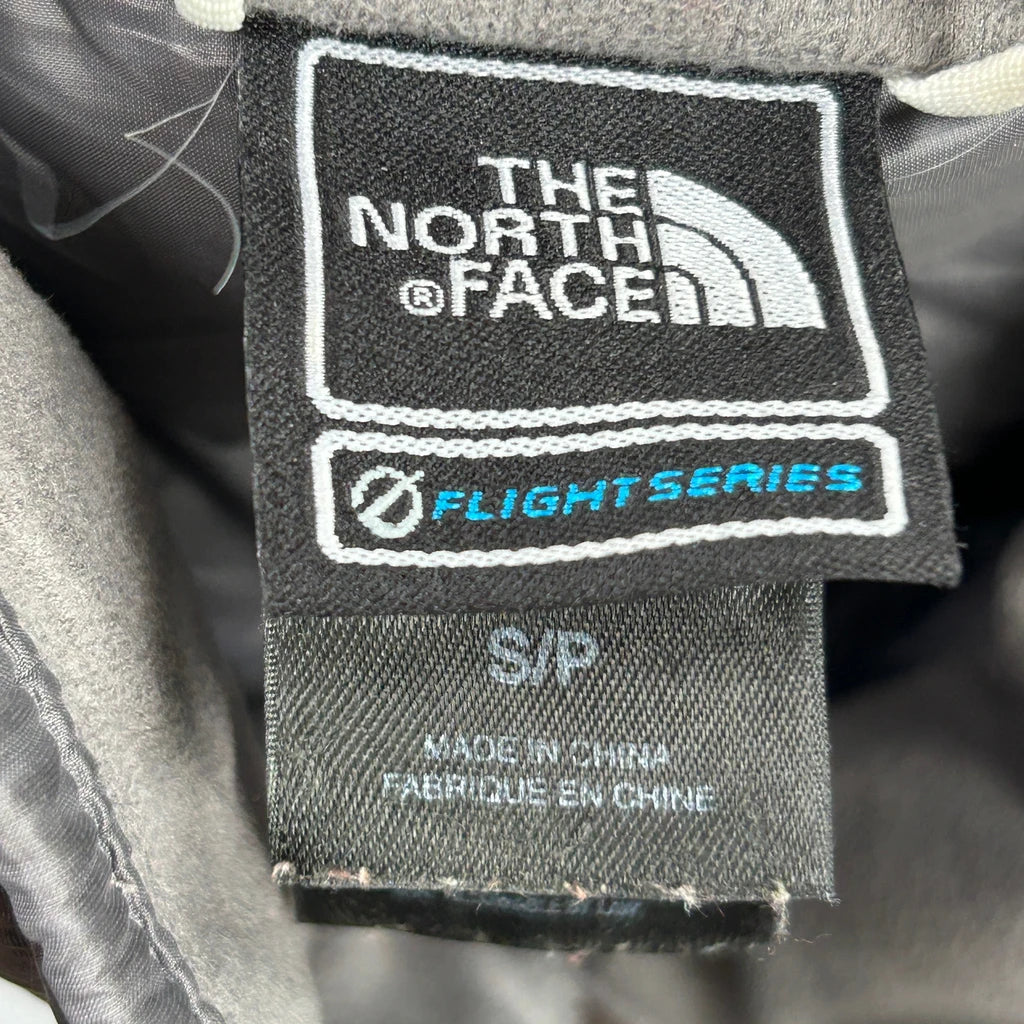 THE
NORTH
®FACE
FLIGHT SERIES
S/P
MADE IN CHINA
FABRIQUE EN CHINE